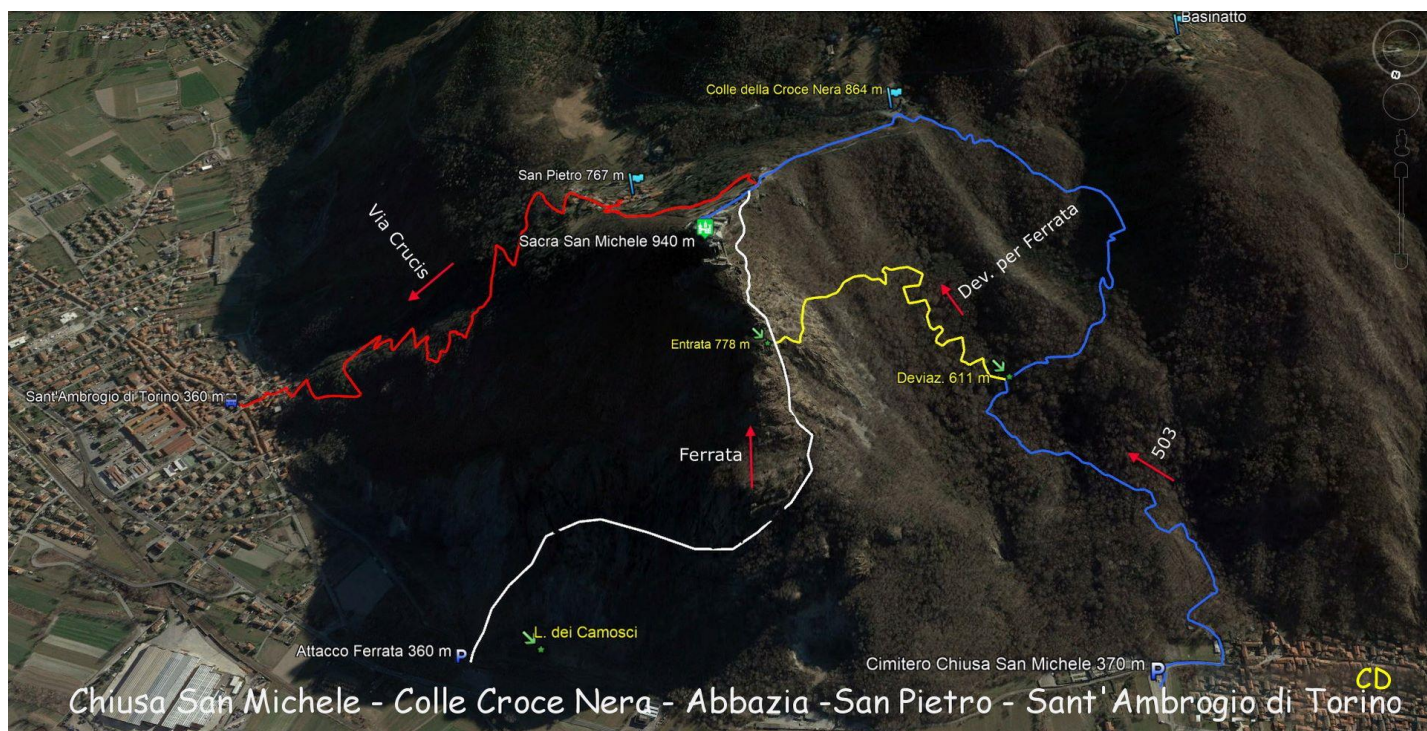 Basinatto
N
Colle della Croce Nera 864 m
San Pietro 767 m
Via Crucis
Sacra San Michele 940 m
Dev. per Ferrata
Entrata 778 m
Deviaz. 611 m
Sant'Ambrogio di Torino 360 m
503
Ferrata
L. dei Camosci
Attacco Ferrata 360 m P
Cimitero Chiusa San Michele 370 m P
CD
Chiusa San Michele - Colle Croce Nera - Abbazia -San Pietro - Sant'Ambrogio di Torino